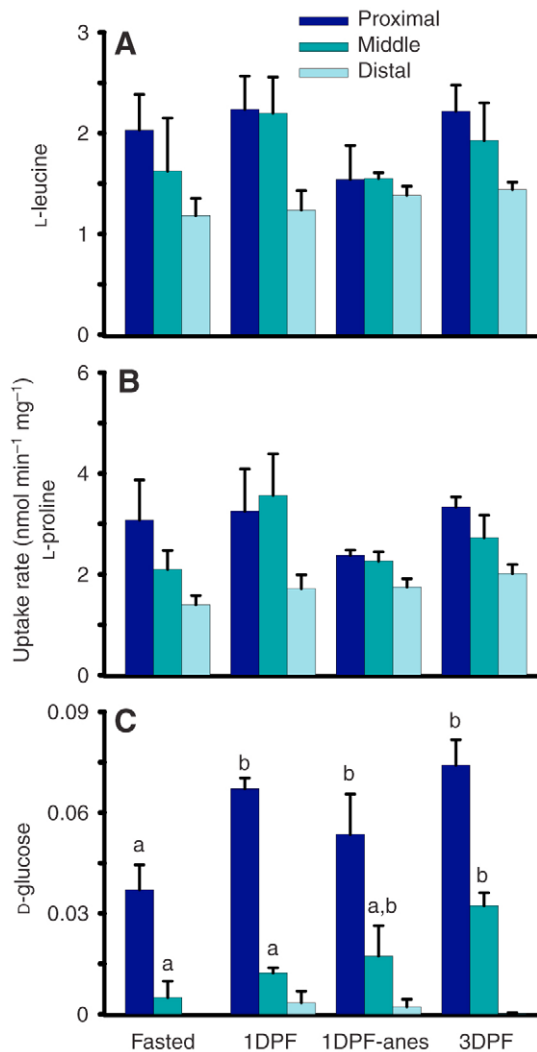 A
Proximal
Middle
Distal
3
2
1
0
L-leucine
B
6
4
2
0
Uptake rate (nmol min⁻¹ mg⁻¹)
L-proline
C
0.09
0.06
0.03
0
D-glucose
a
a
b
a
b
a,b
b
b
Fasted
1DPF
1DPF-anes
3DPF